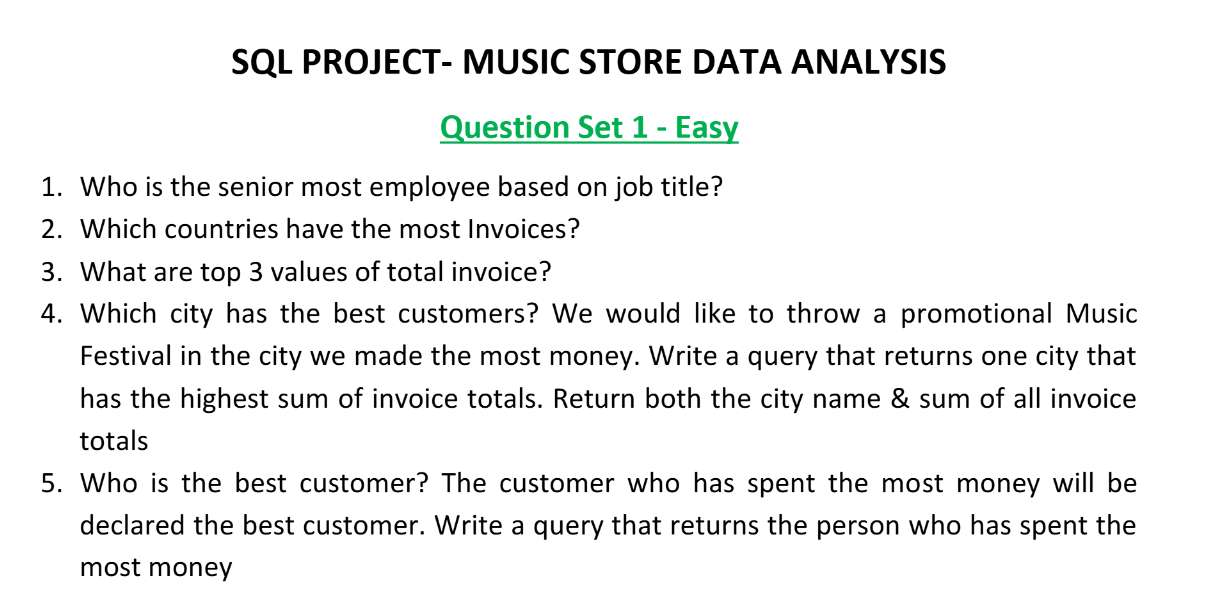 SQL PROJECT- MUSIC STORE DATA ANALYSIS
Question Set 1 - Easy
1. Who is the senior most employee based on job title?
2. Which countries have the most Invoices?
3. What are top 3 values of total invoice?
4. Which city has the best customers? We would like to throw a promotional Music
Festival in the city we made the most money. Write a query that returns one city that
has the highest sum of invoice totals. Return both the city name & sum of all invoice
totals
5. Who is the best customer? The customer who has spent the most money will be
declared the best customer. Write a query that returns the person who has spent the
most money